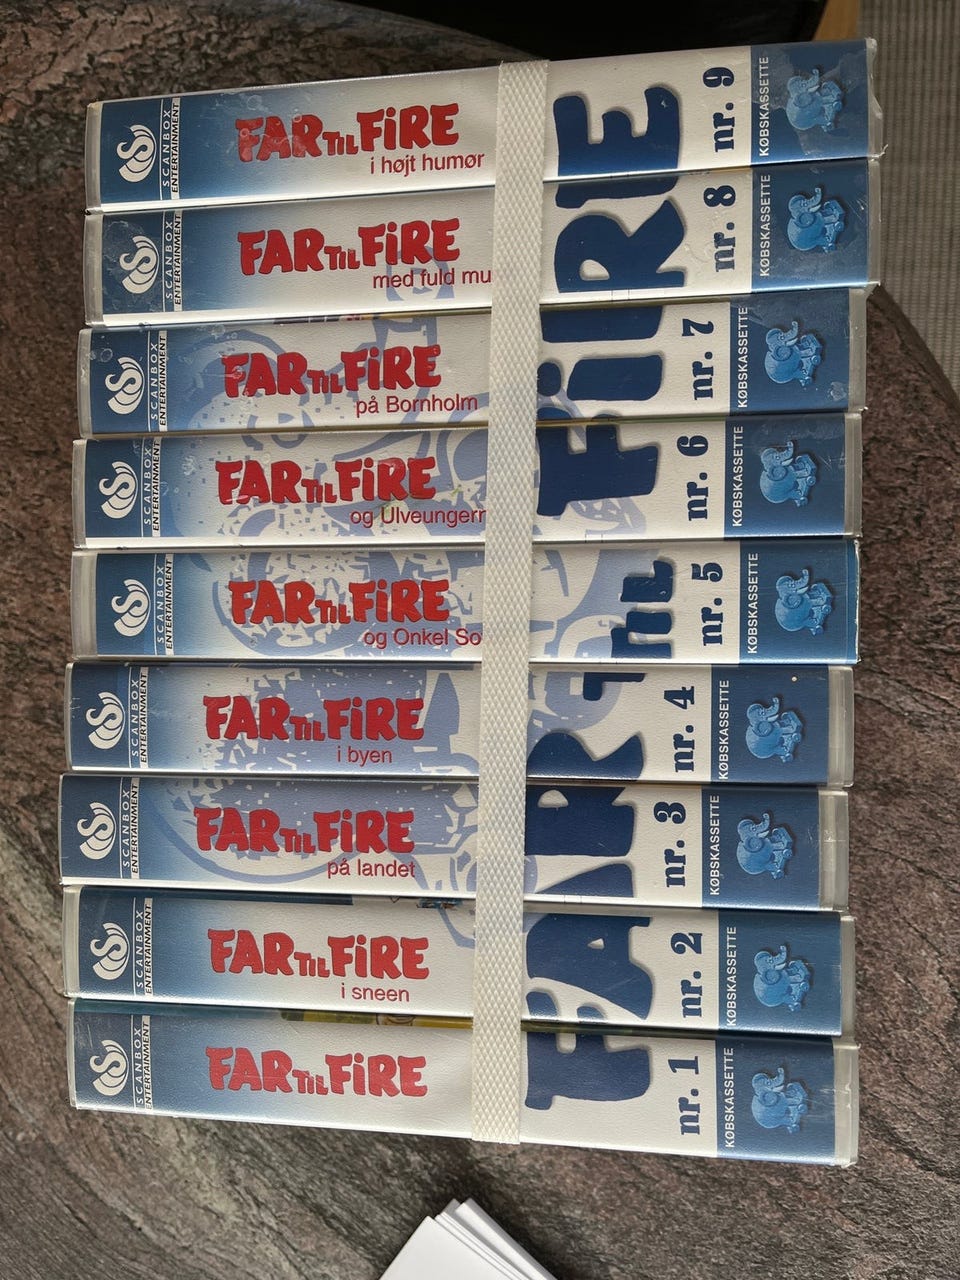 SCANBOX
ENTERTAINMENT
FAR TIL FiRE
i højt humør
nr. 9
KØBSKASSETTE
SCANBOX
ENTERTAINMENT
FAR TIL FiRE
med fuld mu
nr. 8
KØBSKASSETTE
SCANBOX
ENTERTAINMENT
FAR TIL FiRE
på Bornholm
nr. 7
KØBSKASSETTE
SCANBOX
ENTERTAINMENT
FAR TIL FiRE
og Ulveungern
nr. 6
KØBSKASSETTE
SCANBOX
ENTERTAINMENT
FAR TIL FiRE
og Onkel So
nr. 5
KØBSKASSETTE
SCANBOX
ENTERTAINMENT
FAR TIL FiRE
i byen
nr. 4
KØBSKASSETTE
SCANBOX
ENTERTAINMENT
FAR TIL FiRE
på landet
nr. 3
KØBSKASSETTE
SCANBOX
ENTERTAINMENT
FAR TIL FiRE
i sneen
nr. 2
KØBSKASSETTE
SCANBOX
ENTERTAINMENT
FAR TIL FiRE
nr. 1
KØBSKASSETTE
FAR TIL FiRE